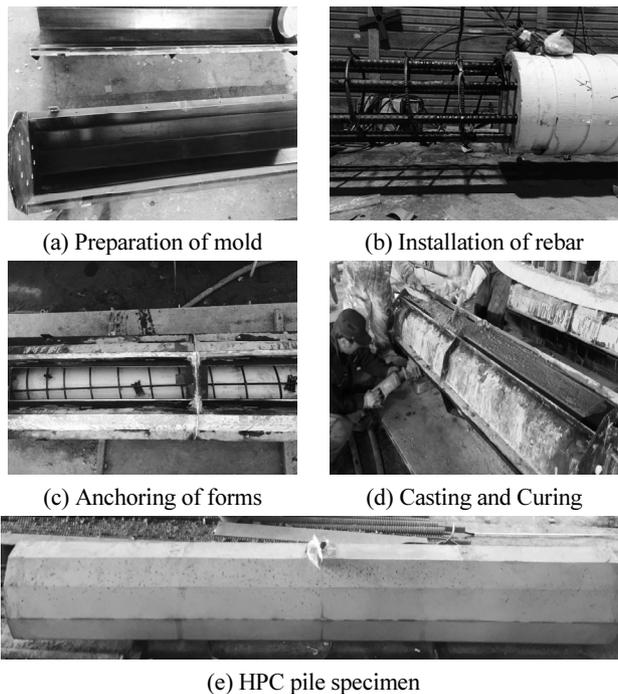 (a) Preparation of mold
(b) Installation of rebar
(c) Anchoring of forms
(d) Casting and Curing
(e) HPC pile specimen